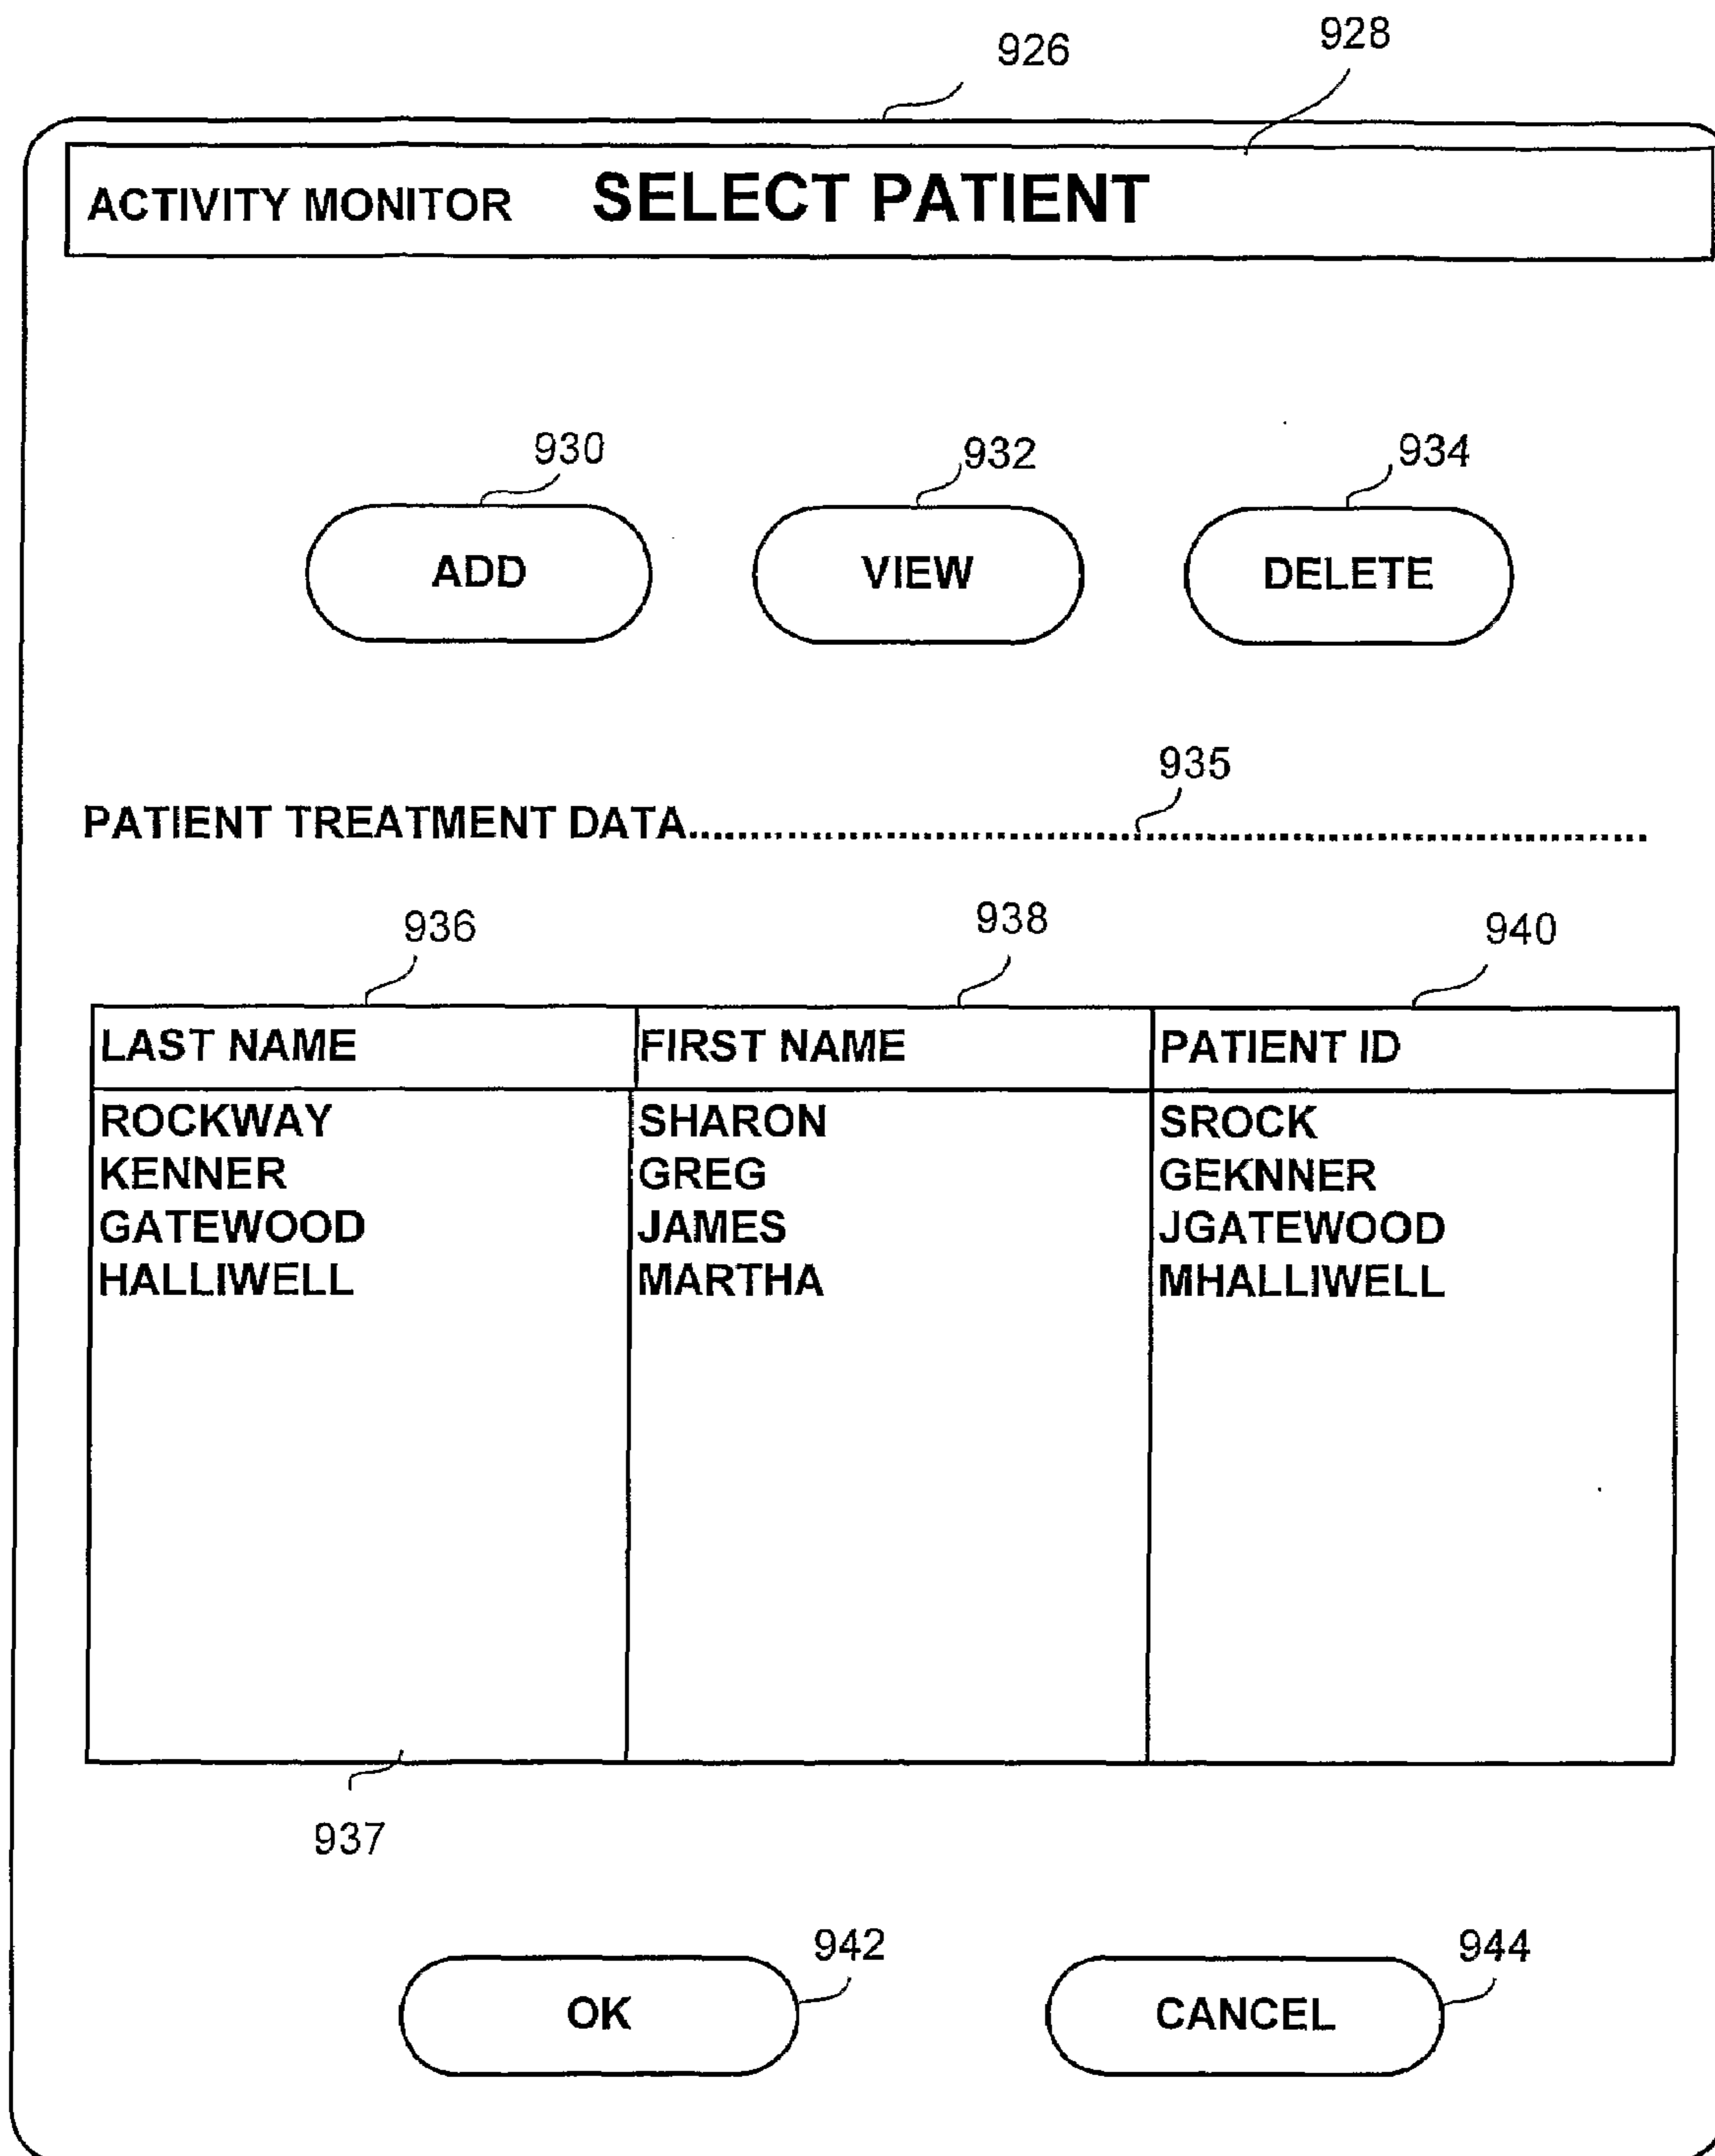 926 928
ACTIVITY MONITOR SELECT PATIENT
930 932 934
ADD VIEW DELETE
935
PATIENT TREATMENT DATA
936 938 940
LAST NAME FIRST NAME PATIENT ID
ROCKWAY SHARON SROCK
KENNER GREG GEKNNER
GATEWOOD JAMES JGATEWOOD
HALLIWELL MARTHA MHALLIWELL
937
942 944
OK CANCEL